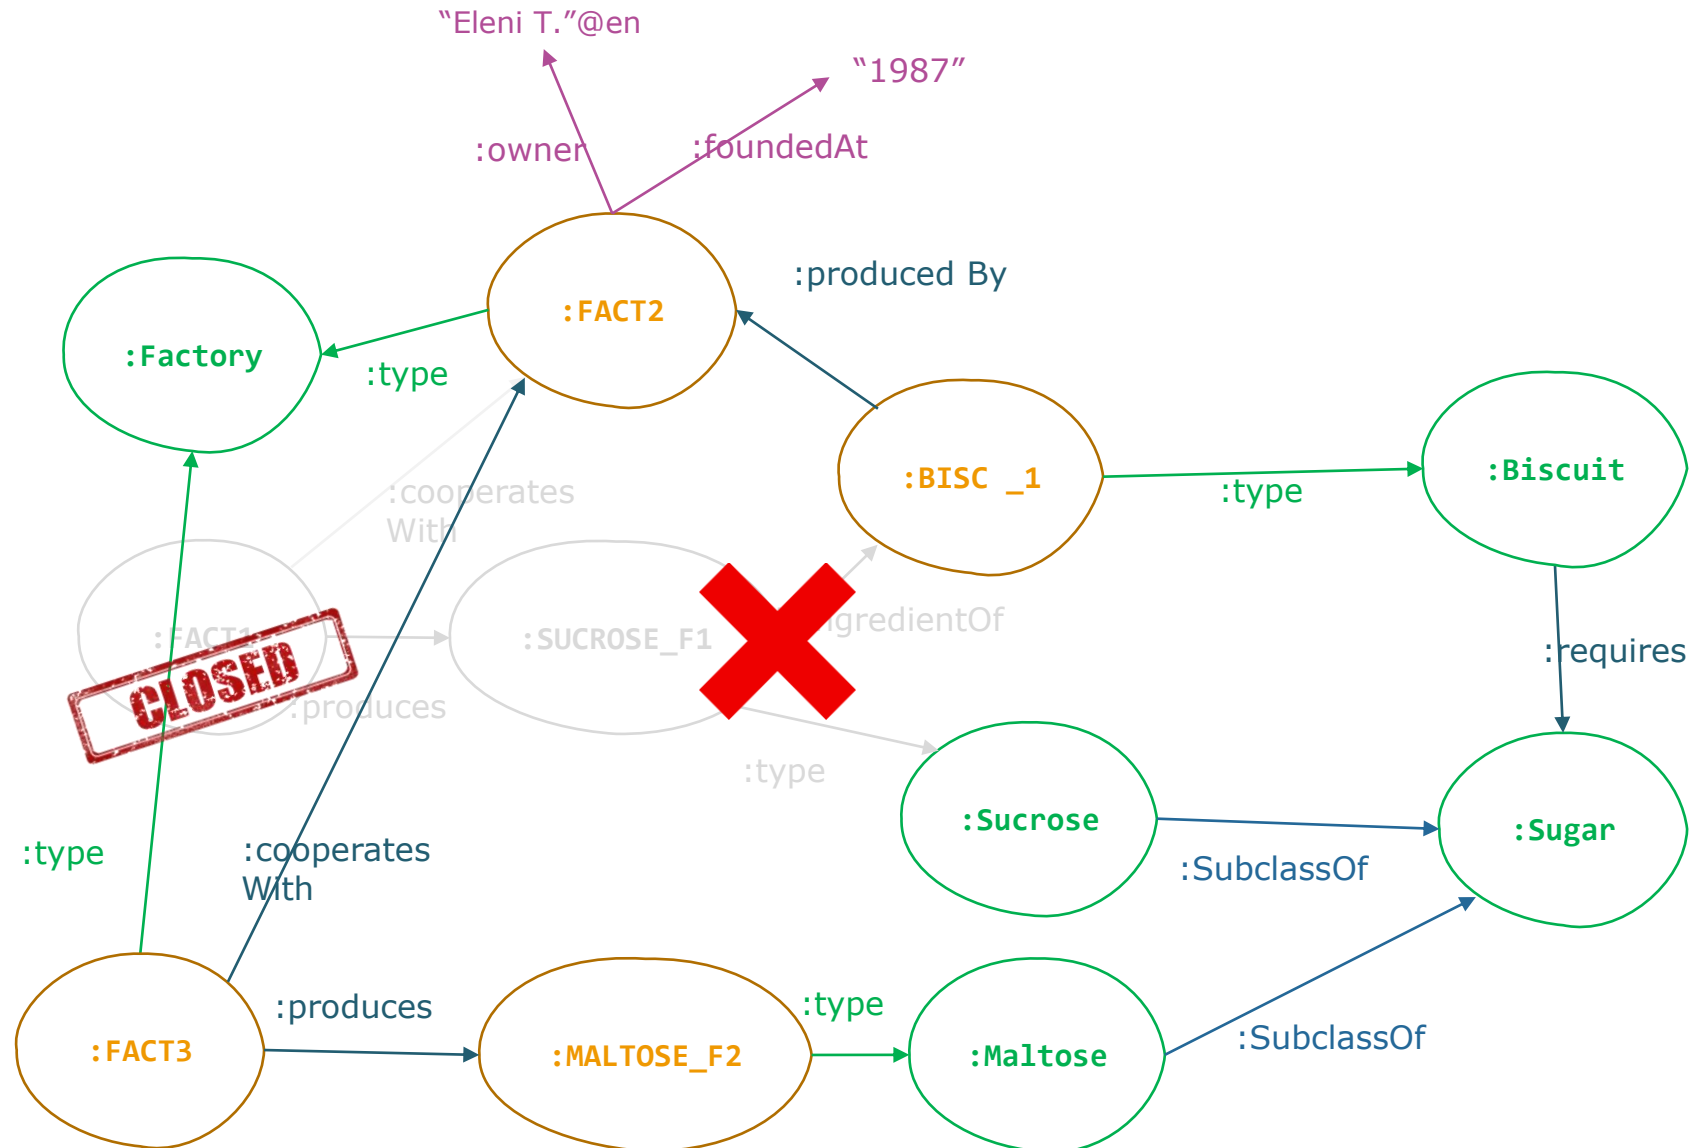 “Eleni T.”@en
“1987”
:owner
:foundedAt
:produced By
:FACT2
:Factory
:type
:BISC _1
:type
:Biscuit
:cooperates
With
:FACT1
:SUCROSE_F1
gredientOf
:requires
CLOSED
:produces
:type
:Sucrose
:Sugar
:type
:cooperates
With
:SubclassOf
:produces
:type
:SubclassOf
:FACT3
:MALTOSE_F2
:Maltose